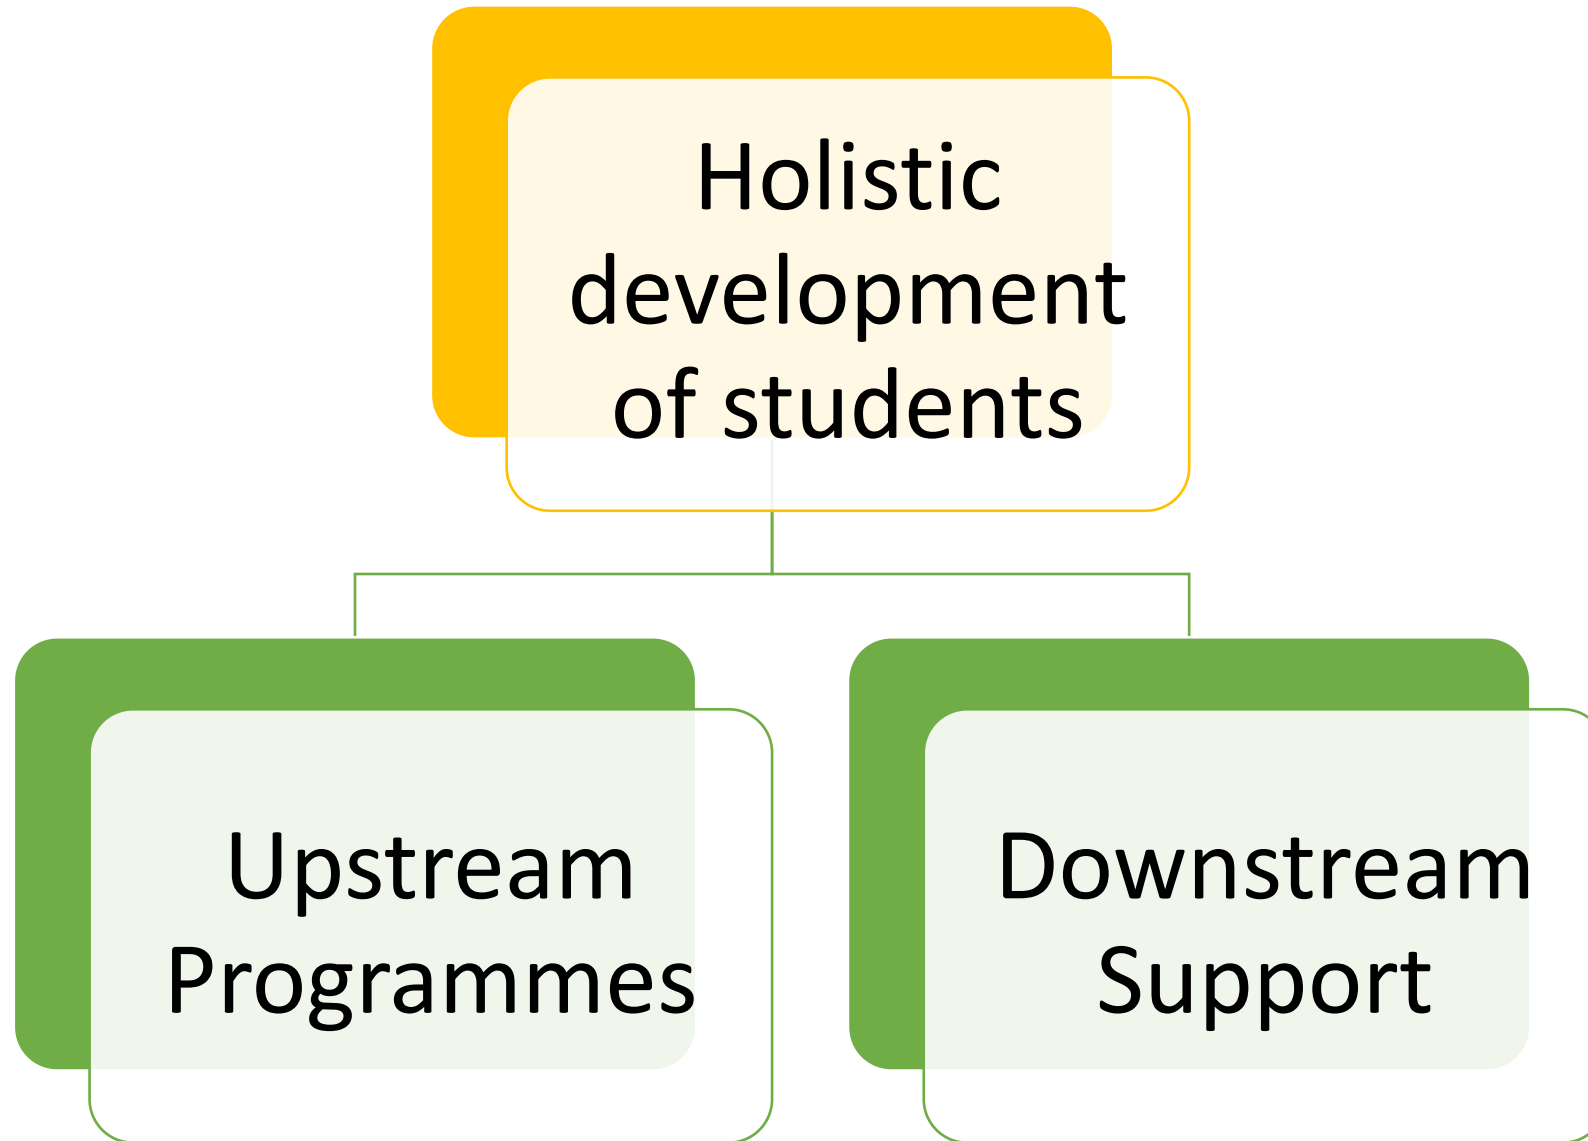 Holistic
development
of students
Upstream
Programmes
Downstream
Support